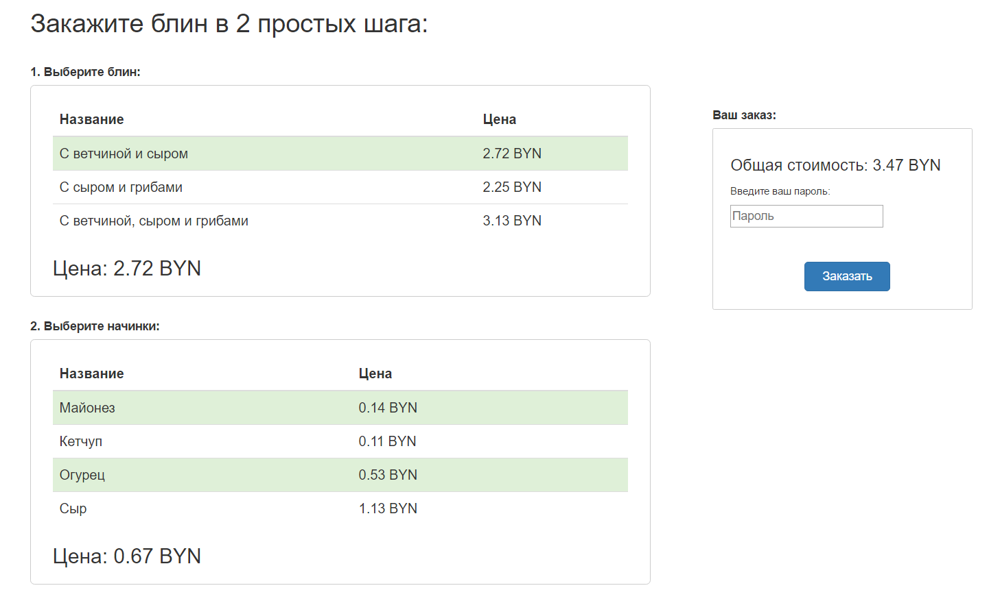 Закажите блин в 2 простых шага:
1. Выберите блин:
Название Цена
С ветчиной и сыром 2.72 BYN
С сыром и грибами 2.25 BYN
С ветчиной, сыром и грибами 3.13 BYN
Цена: 2.72 BYN
2. Выберите начинки:
Название Цена
Майонез 0.14 BYN
Кетчуп 0.11 BYN
Огурец 0.53 BYN
Сыр 1.13 BYN
Цена: 0.67 BYN
Ваш заказ:
Общая стоимость: 3.47 BYN
Введите ваш пароль:
Пароль
Заказать